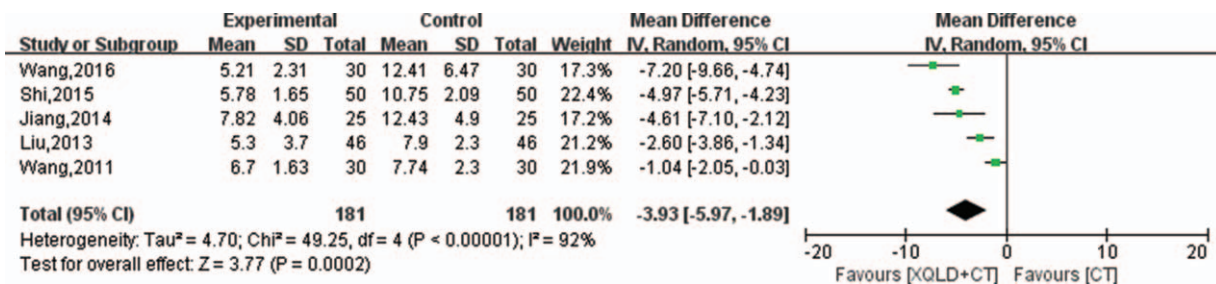 Experimental Control Mean Difference Mean Difference
Study or Subgroup Mean SD Total Mean SD Total Weight IV, Random, 95% CI IV, Random, 95% CI
Wang,2016 5.21 2.31 30 12.41 6.47 30 17.3% -7.20 [-9.66, -4.74]
Shi,2015 5.78 1.65 50 10.75 2.09 50 22.4% -4.97 [-5.71, -4.23]
Jiang,2014 7.82 4.06 25 12.43 4.9 25 17.2% -4.61 [-7.10, -2.12]
Liu,2013 5.3 3.7 46 7.9 2.3 46 21.2% -2.60 [-3.86, -1.34]
Wang,2011 6.7 1.63 30 7.74 2.3 30 21.9% -1.04 [-2.05, -0.03]
Total (95% CI) 181 181 100.0% -3.93 [-5.97, -1.89]
Heterogeneity: Tau² = 4.70; Chi² = 49.25, df = 4 (P < 0.00001); I² = 92%
Test for overall effect: Z = 3.77 (P = 0.0002)
-20 -10 0 10 20
Favours [XQLD+CT] Favours [CT]